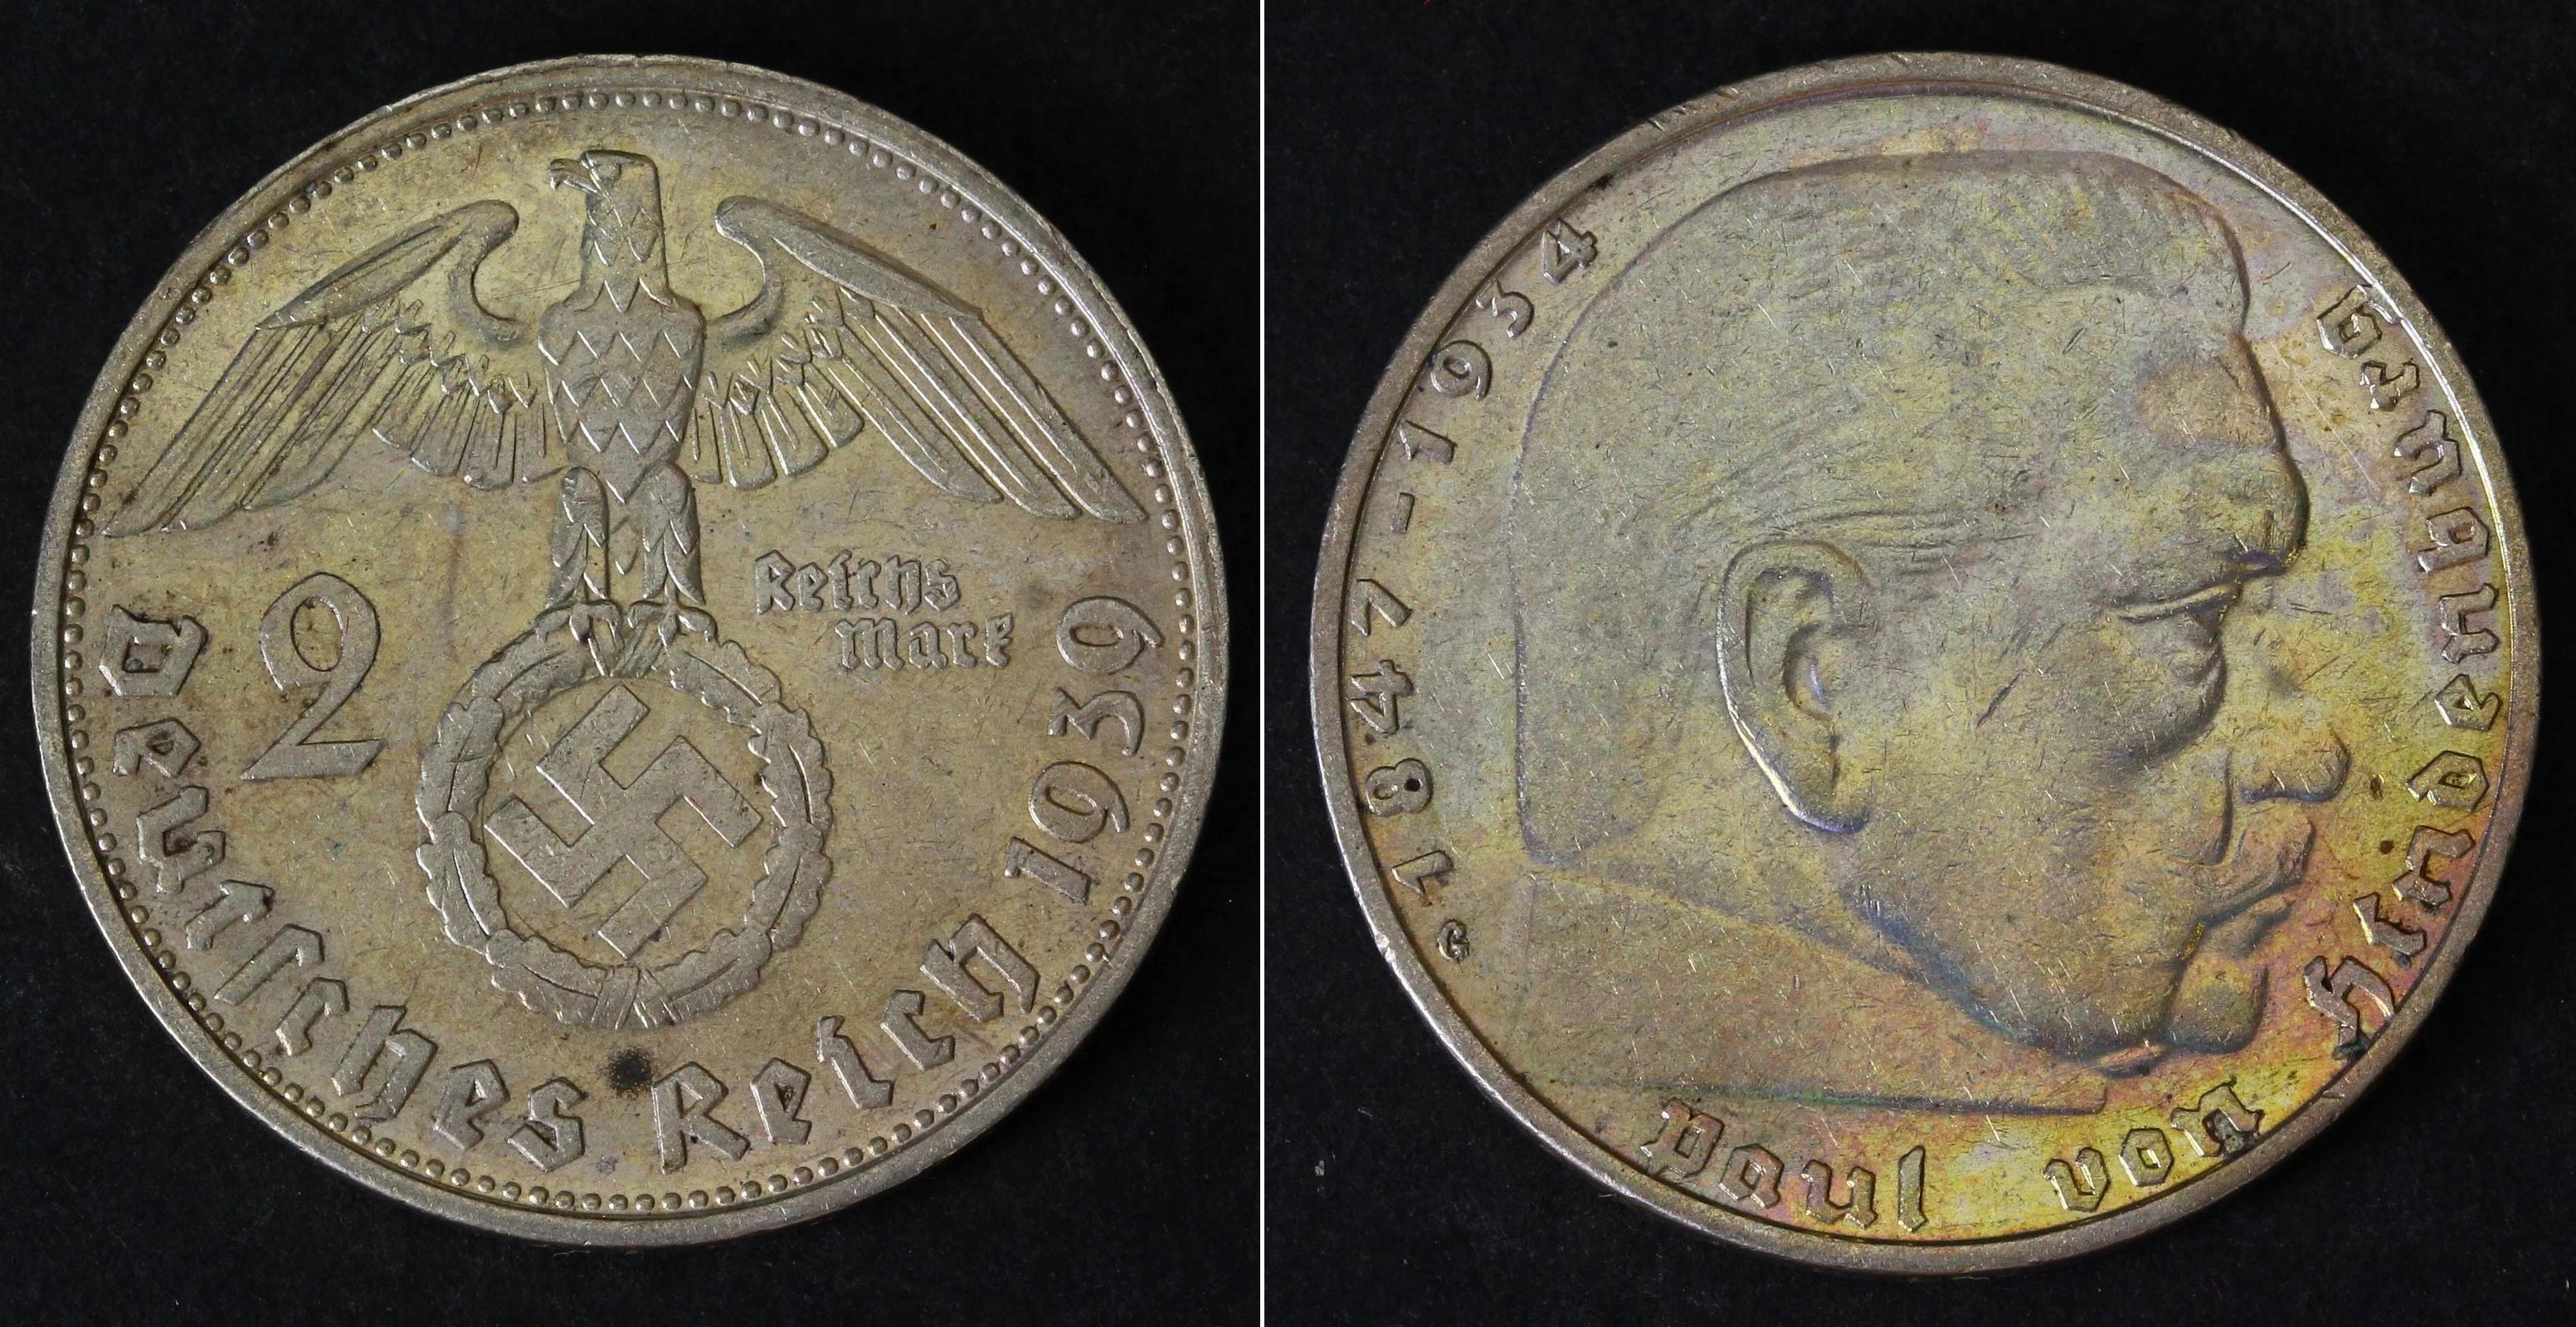 2
Reichs
Mark
Deutsches Reich 1939
Paul von Hindenburg
1847-1934
G